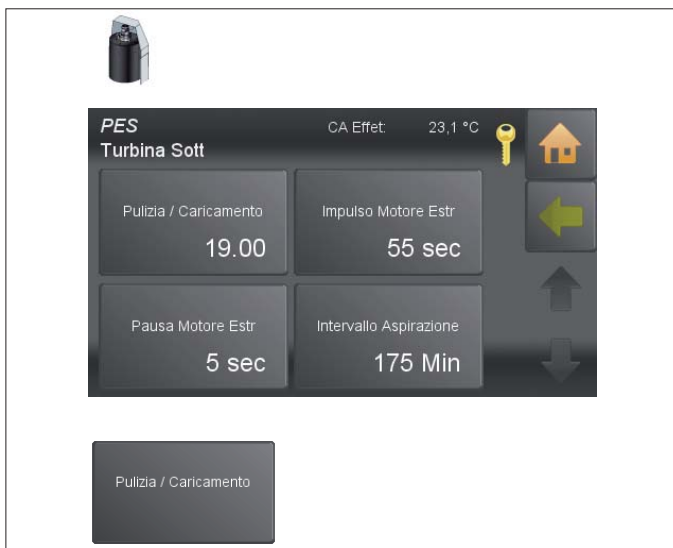 PES
CA Effet: 23,1 °C
Turbina Sott
Pulizia / Caricamento
19.00
Impulso Motore Estr
55 sec
Pausa Motore Estr
5 sec
Intervallo Aspirazione
175 Min
Pulizia / Caricamento